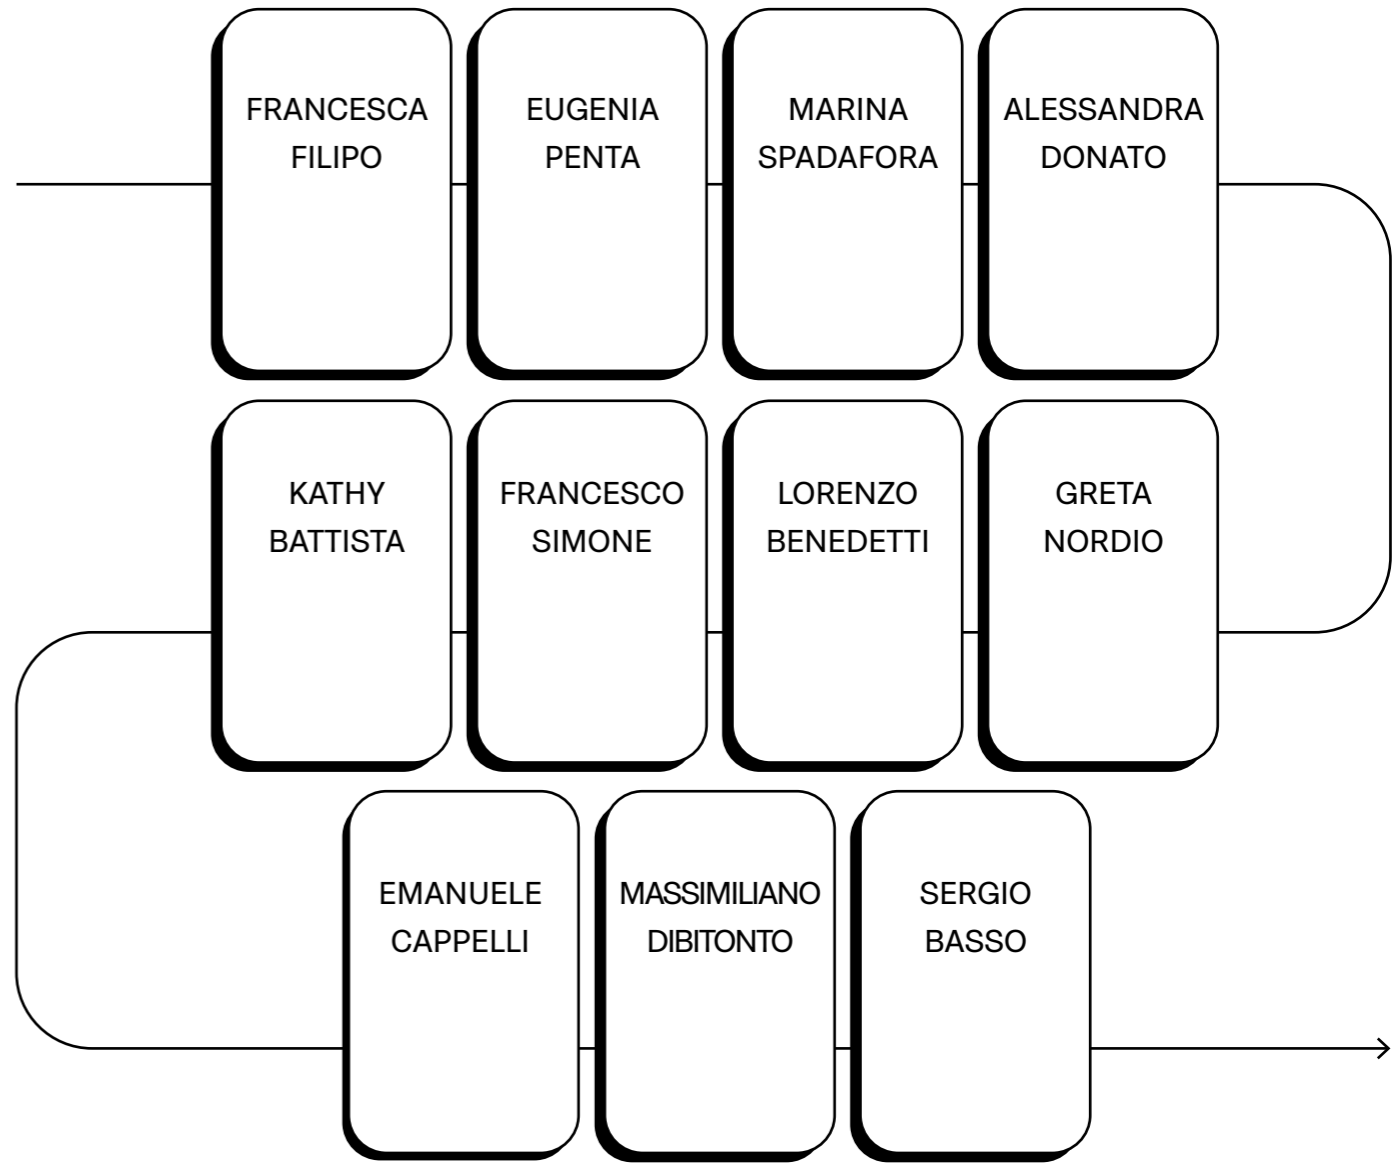 FRANCESCA
FILIPO
EUGENIA
PENTA
MARINA
SPADAFORA
ALESSANDRA
DONATO
KATHY
BATTISTA
FRANCESCO
SIMONE
LORENZO
BENEDETTI
GRETA
NORDIO
EMANUELE
CAPPELLI
MASSIMILIANO
DIBITONTO
SERGIO
BASSO